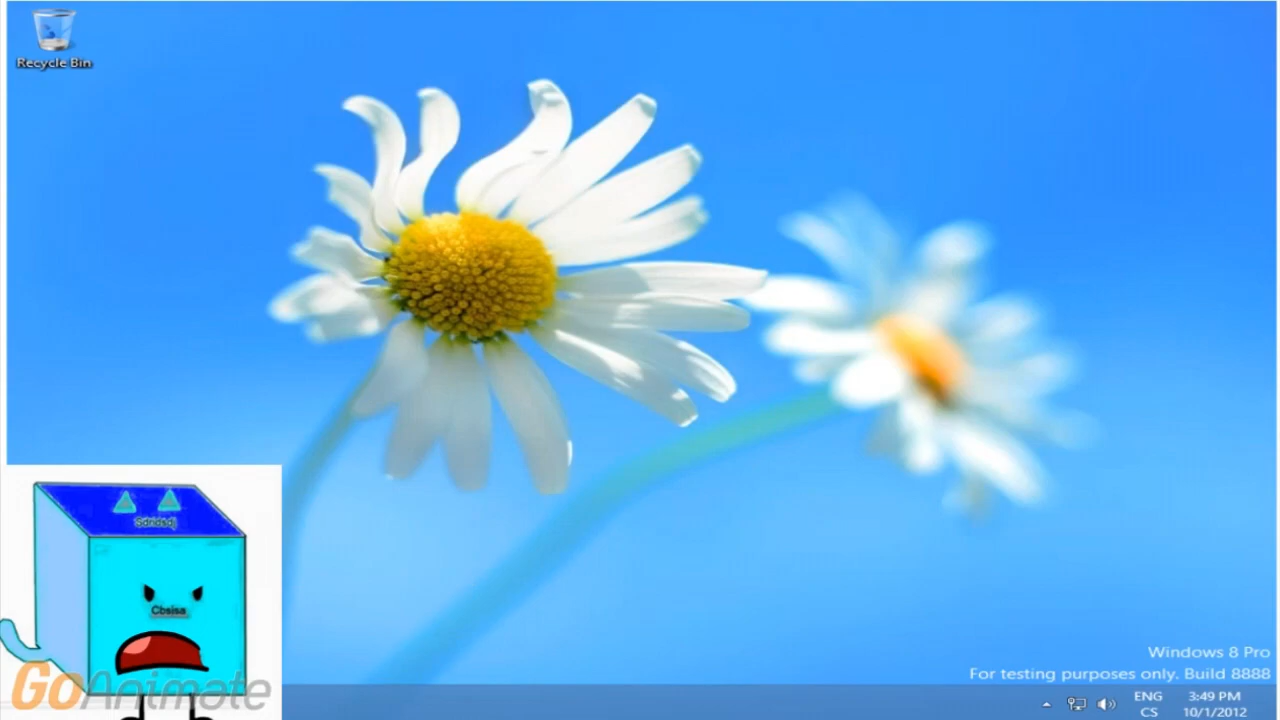 Recycle Bin
Cbsisa
GoAnimate
Windows 8 Pro
For testing purposes only. Build 8888
ENG
CS
3:49 PM
10/1/2012